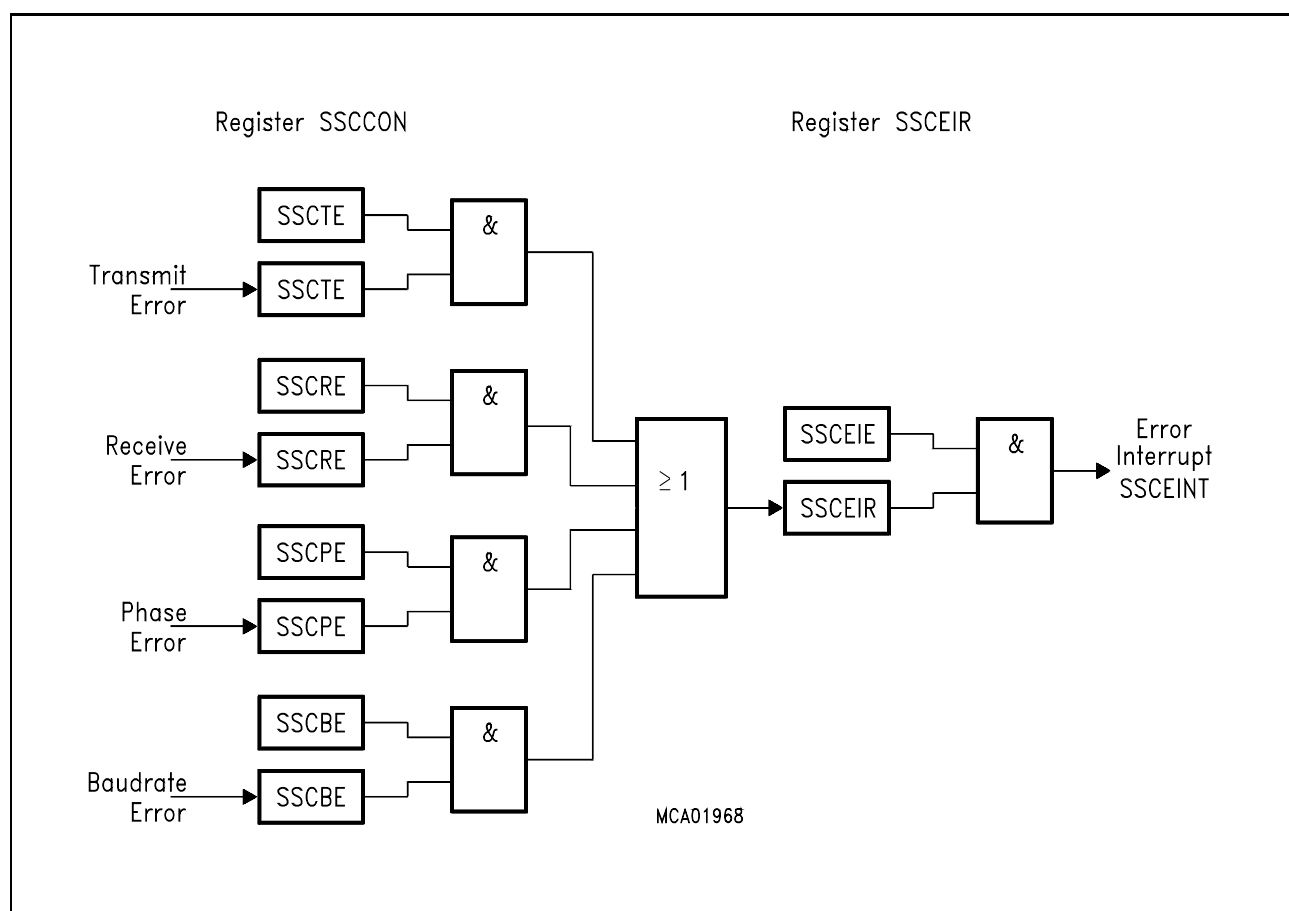 Register SSCCON
Register SSCEIR
SSCTE
&
Transmit
Error
SSCTE
SSCRE
&
Receive
Error
SSCRE
SSCPE
&
Phase
Error
SSCPE
SSCBE
&
Baudrate
Error
SSCBE
≥ 1
SSCEIE
SSCEIR
&
Error
Interrupt
SSCEINT
MCA01968